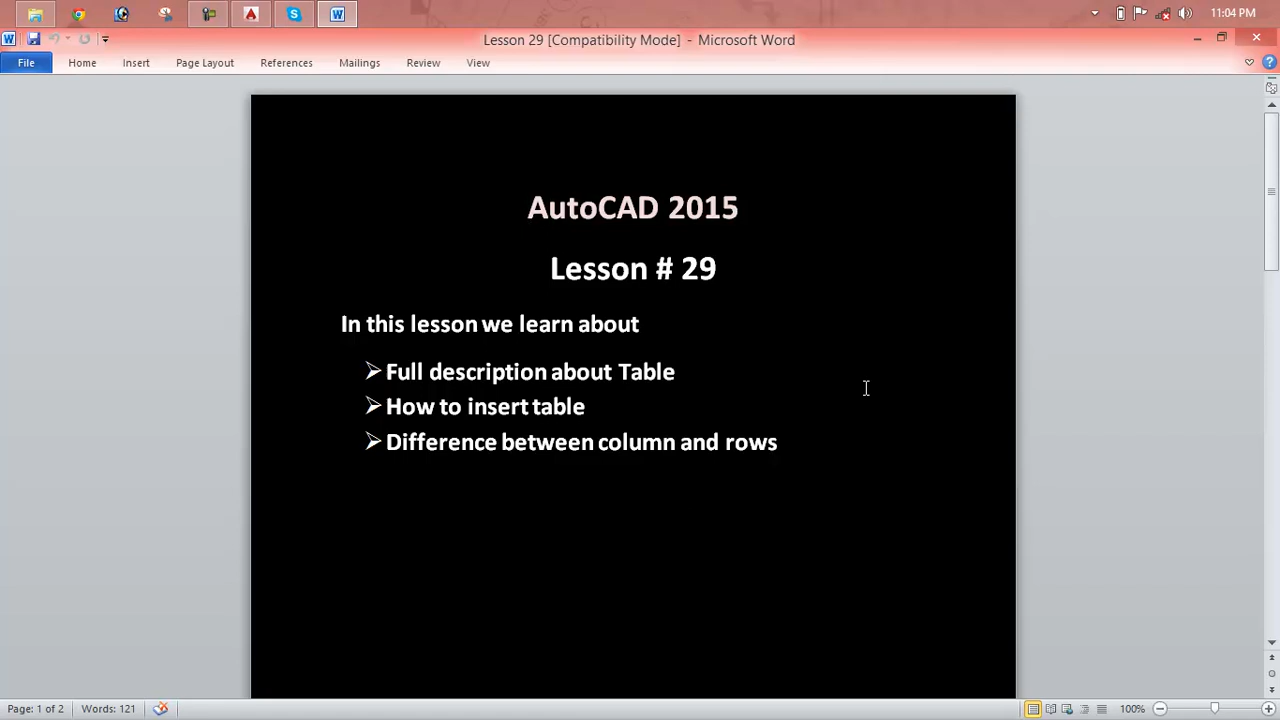 11:04 PM
Lesson 29 [Compatibility Mode] - Microsoft Word
File Home Insert Page Layout References Mailings Review View
AutoCAD 2015
Lesson # 29
In this lesson we learn about
➢ Full description about Table
➢ How to insert table
➢ Difference between column and rows
Page: 1 of 2 Words: 121 100%